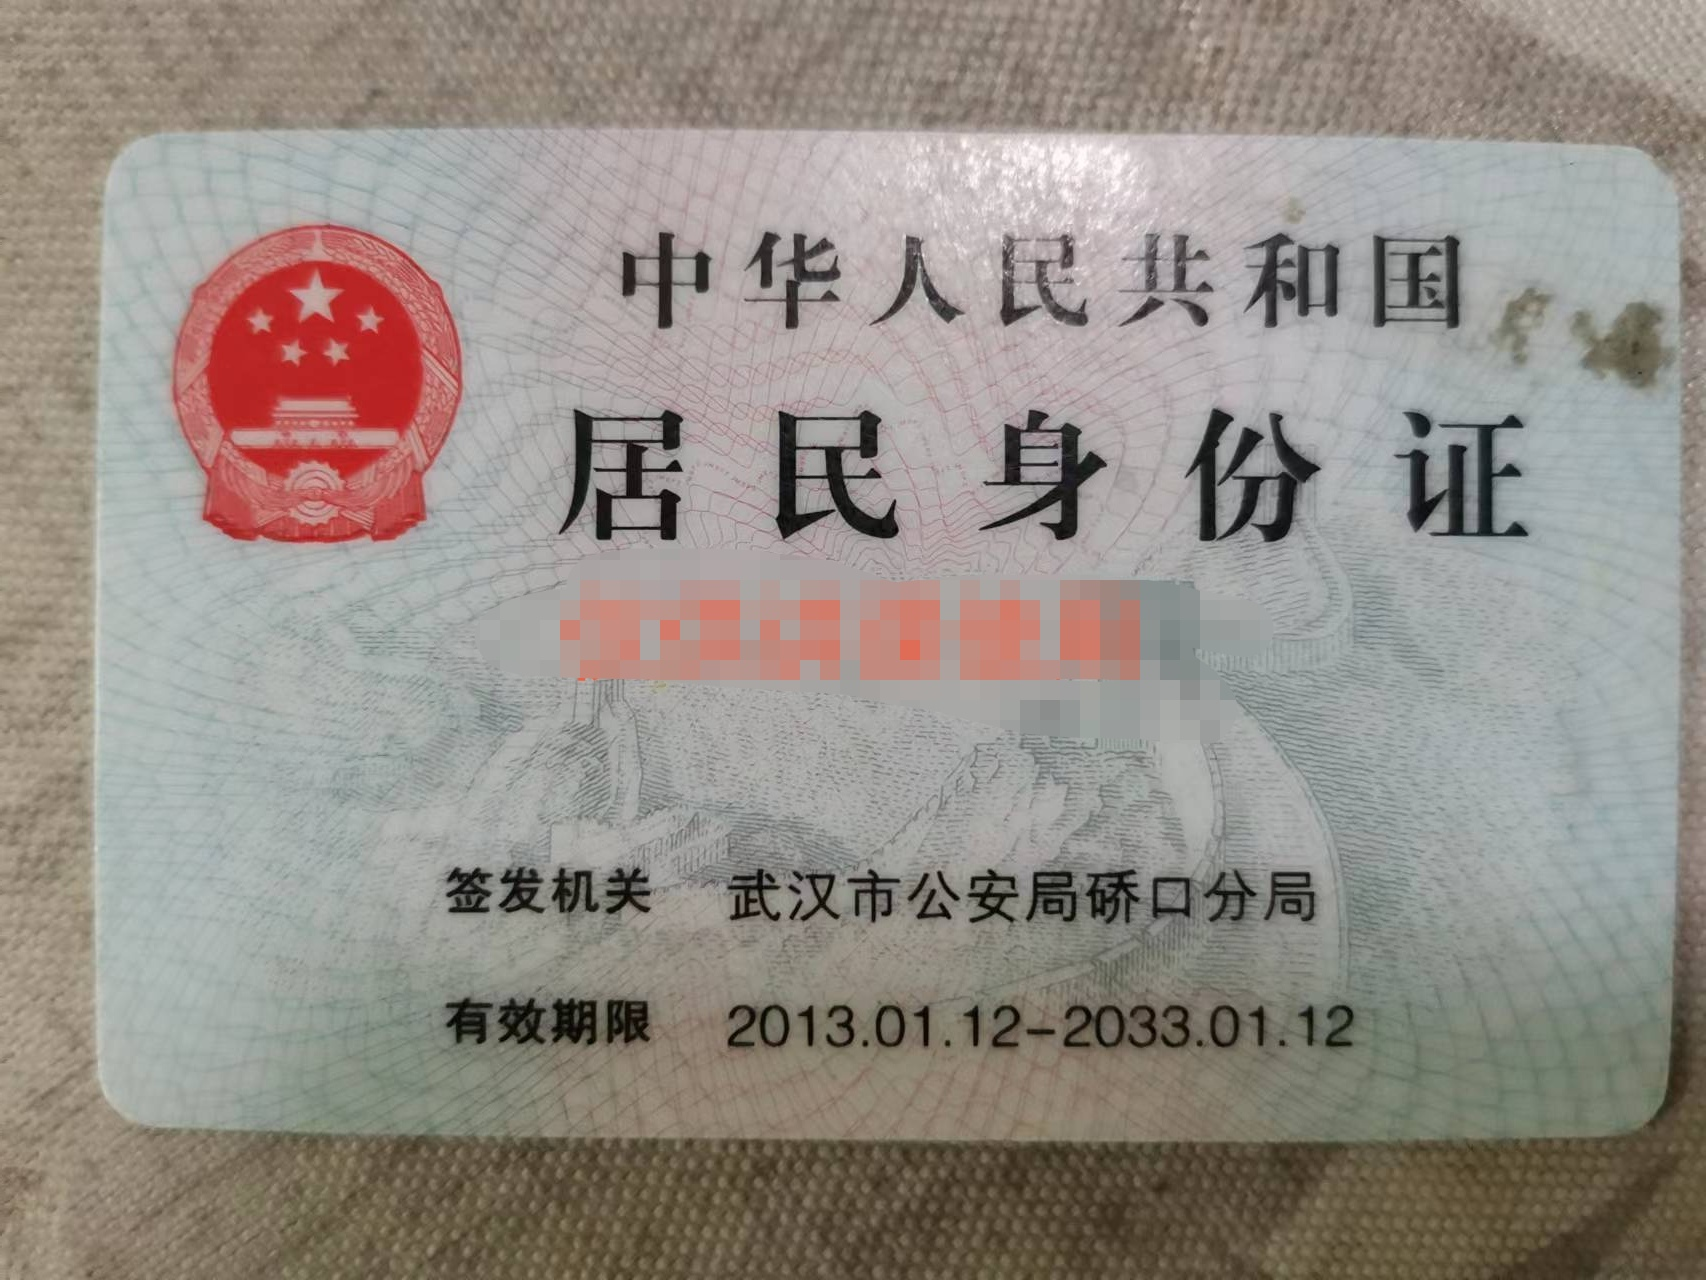 中华人民共和国
居民身份证
签发机关 武汉市公安局硚口分局
有效期限 2013.01.12-2033.01.12